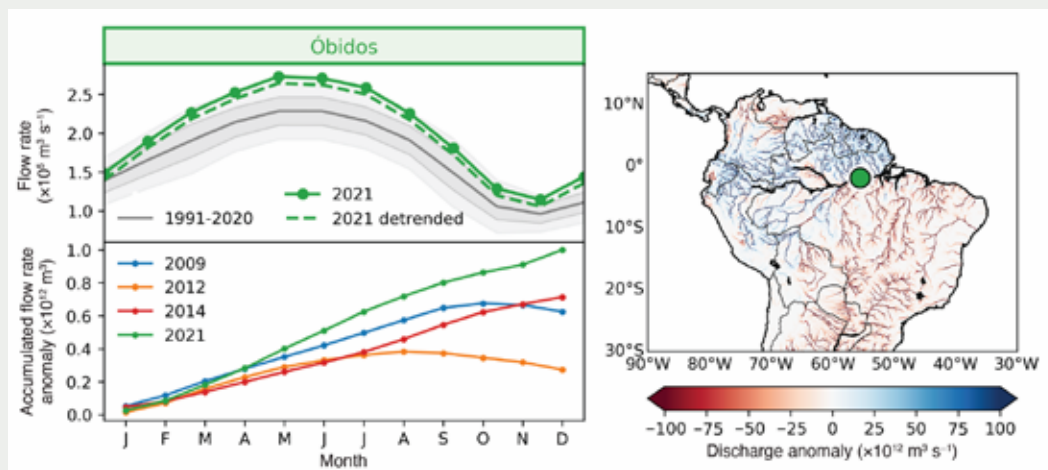 Óbidos
Flow rate
(×10⁵ m³ s⁻¹)
2.5
2.0
1.5
1.0
1991-2020
2021
2021 detrended
Accumulated flow rate
anomaly (×10¹² m³)
1.0
0.8
0.6
0.4
0.2
0.0
2009
2012
2014
2021
J F M A M J J A S O N D
Month
10°N
0°
10°S
20°S
30°S
90°W 80°W 70°W 60°W 50°W 40°W 30°W
−100 −75 −50 −25 0 25 50 75 100
Discharge anomaly (×10¹² m³ s⁻¹)